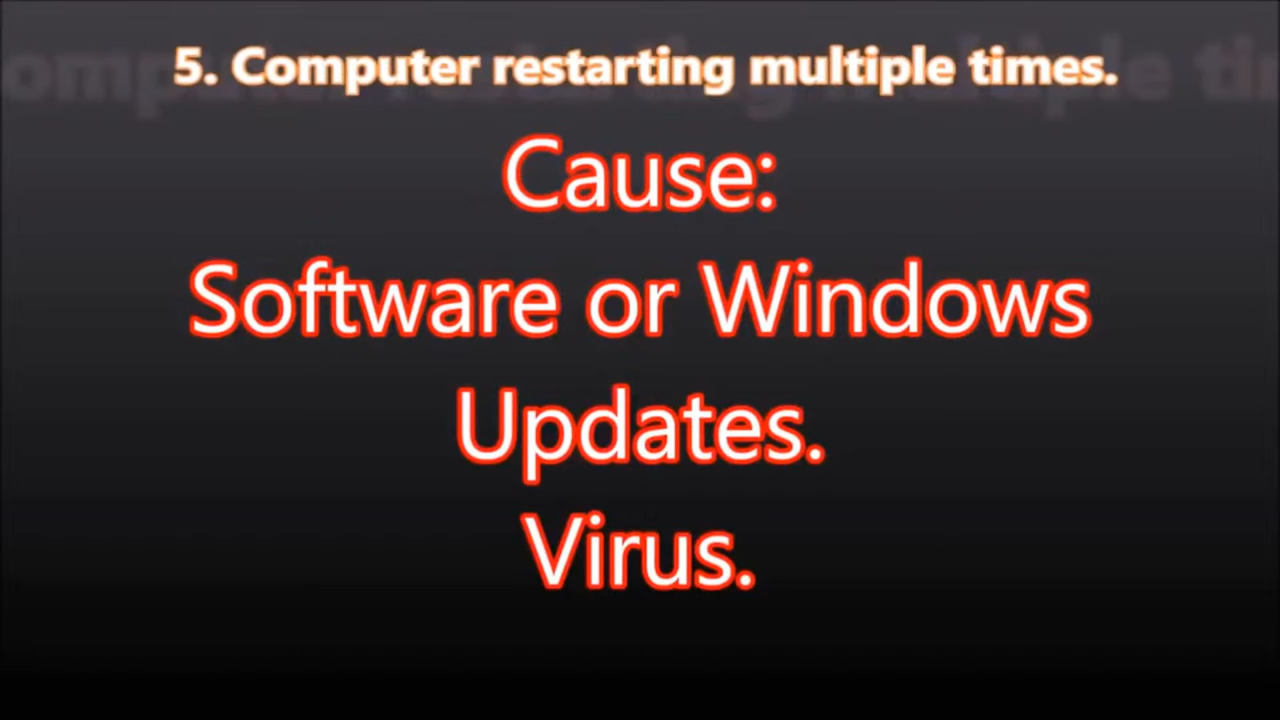 5. Computer restarting multiple times.
Cause:
Software or Windows
Updates.
Virus.